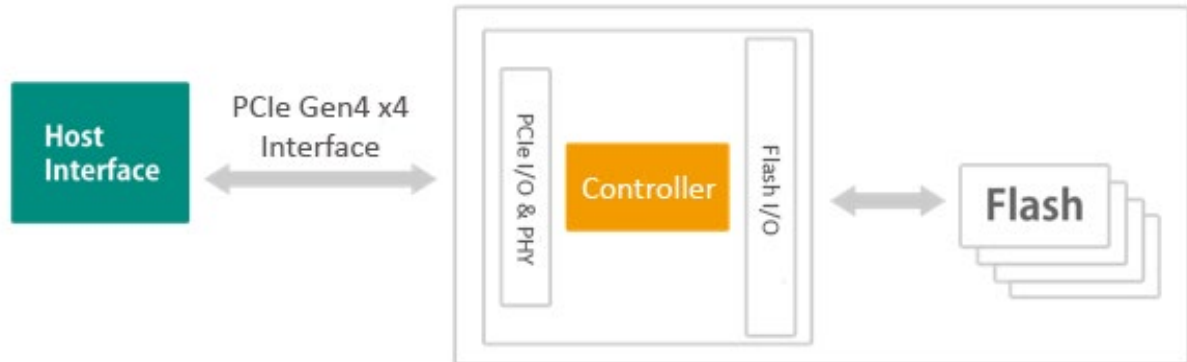 Host
Interface
PCIe Gen4 x4
Interface
PCIe I/O & PHY
Controller
Flash I/O
Flash